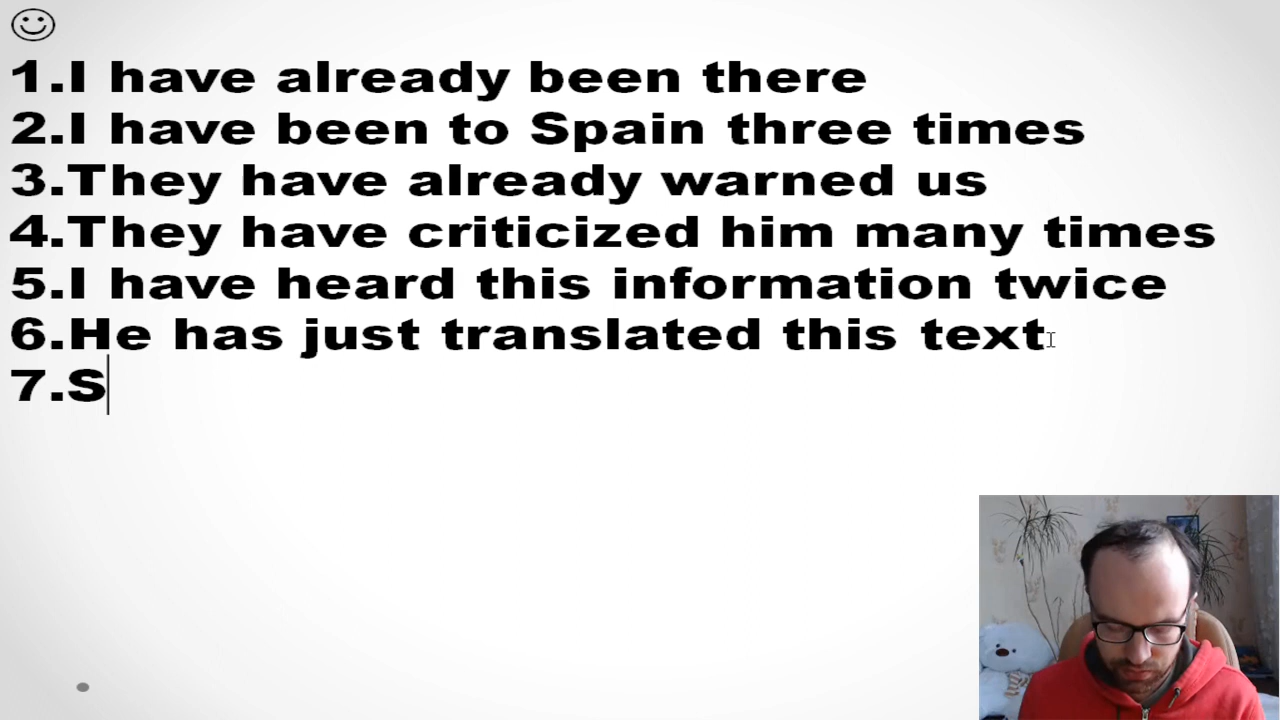 1.I have already been there
2.I have been to Spain three times
3.They have already warned us
4.They have criticized him many times
5.I have heard this information twice
6.He has just translated this text
7.S